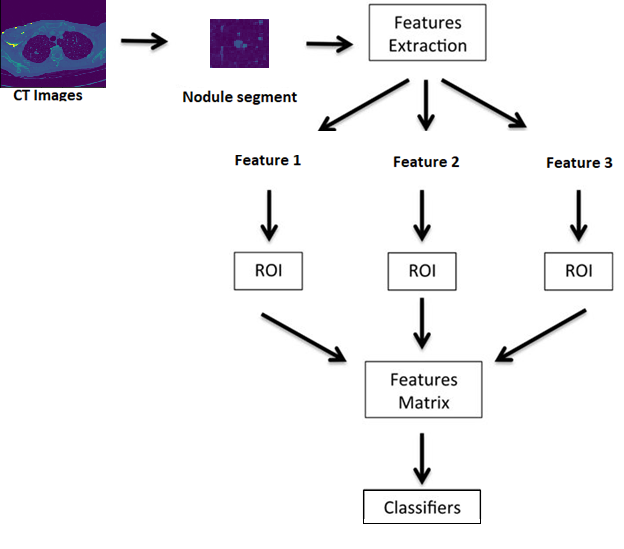 Features
Extraction
CT Images
Nodule segment
Feature 1
Feature 2
Feature 3
ROI
ROI
ROI
Features
Matrix
Classifiers